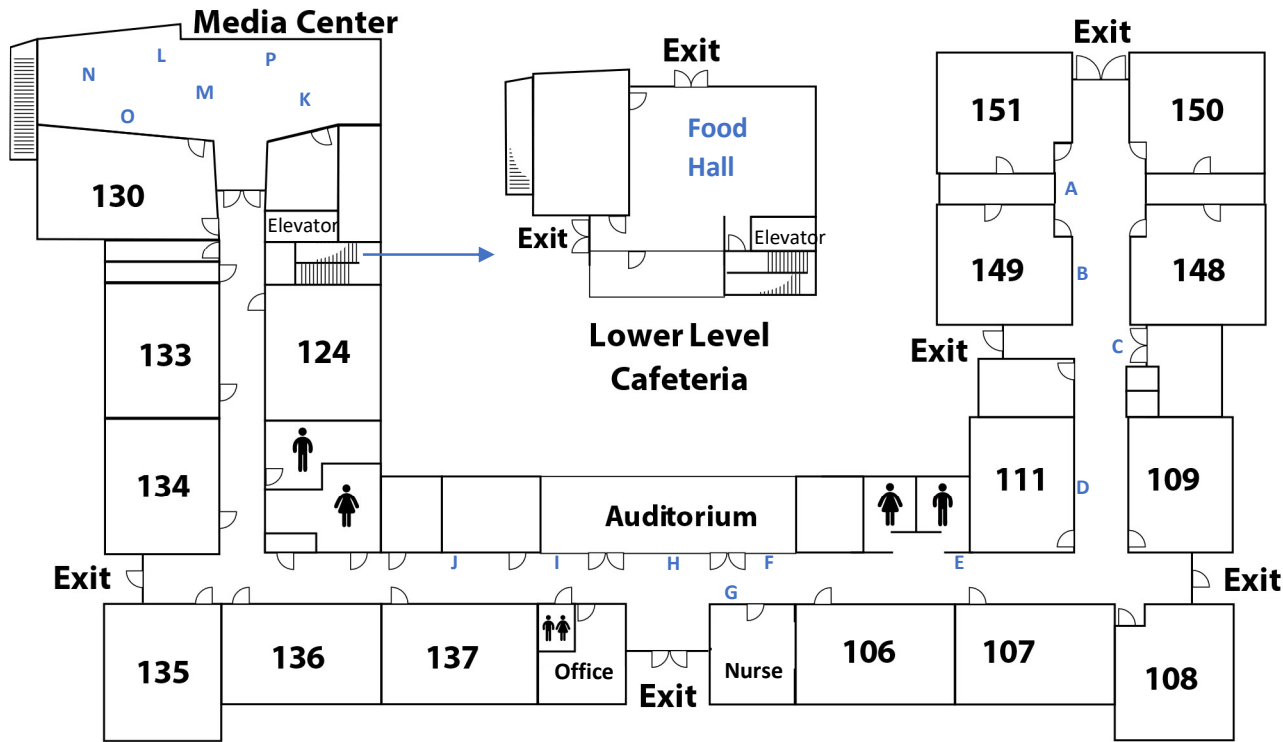 Media Center
Exit
Exit
L
P
N
M
K
O
151
150
Food
Hall
130
A
Elevator
Exit
Elevator
149
B
148
Lower Level
Cafeteria
Exit
C
133
124
134
111
D
109
Auditorium
J
I
H
F
E
Exit
Exit
G
135
136
137
Office
Nurse
106
107
108
Exit